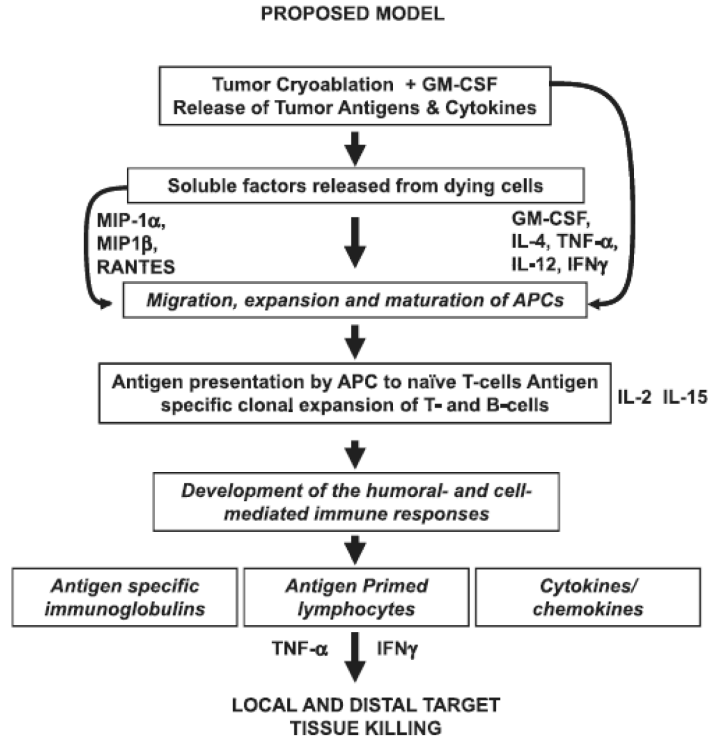 PROPOSED MODEL
Tumor Cryoablation + GM-CSF
Release of Tumor Antigens & Cytokines
Soluble factors released from dying cells
MIP-1α,
MIP1β,
RANTES
GM-CSF,
IL-4, TNF-α,
IL-12, IFNγ
Migration, expansion and maturation of APCs
Antigen presentation by APC to naïve T-cells Antigen
specific clonal expansion of T- and B-cells
IL-2 IL-15
Development of the humoral- and cell-
mediated immune responses
Antigen specific
immunoglobulins
Antigen Primed
lymphocytes
Cytokines/
chemokines
TNF-α IFNγ
LOCAL AND DISTAL TARGET
TISSUE KILLING